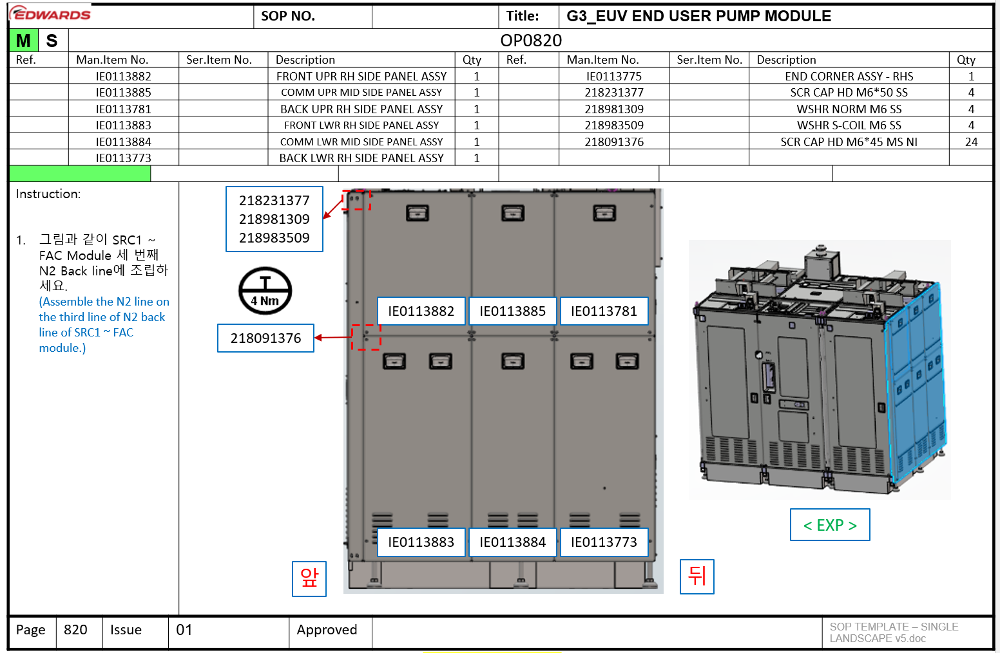 EDWARDS
SOP NO.
Title:
G3_EUV END USER PUMP MODULE
M S
OP0820
Ref. Man.Item No. Ser.Item No. Description Qty Ref. Man.Item No. Ser.Item No. Description Qty
IE0113882 FRONT UPR RH SIDE PANEL ASSY 1 IE0113775 END CORNER ASSY - RHS 1
IE0113885 COMM UPR MID SIDE PANEL ASSY 1 218231377 SCR CAP HD M6*50 SS 4
IE0113781 BACK UPR RH SIDE PANEL ASSY 1 218981309 WSHR NORM M6 SS 4
IE0113883 FRONT LWR RH SIDE PANEL ASSY 1 218983509 WSHR S-COIL M6 SS 4
IE0113884 COMM LWR MID SIDE PANEL ASSY 1 218091376 SCR CAP HD M6*45 MS NI 24
IE0113773 BACK LWR RH SIDE PANEL ASSY 1
Instruction:
1. 그림과 같이 SRC1 ~
FAC Module 세 번째
N2 Back line에 조립하
세요.
(Assemble the N2 line on
the third line of N2 back
line of SRC1 ~ FAC
module.)
218231377
218981309
218983509
T
4 Nm
218091376
IE0113882
IE0113885
IE0113781
IE0113883
IE0113884
IE0113773
앞
뒤
< EXP >
Page 820 Issue 01 Approved
SOP TEMPLATE – SINGLE
LANDSCAPE v5.doc